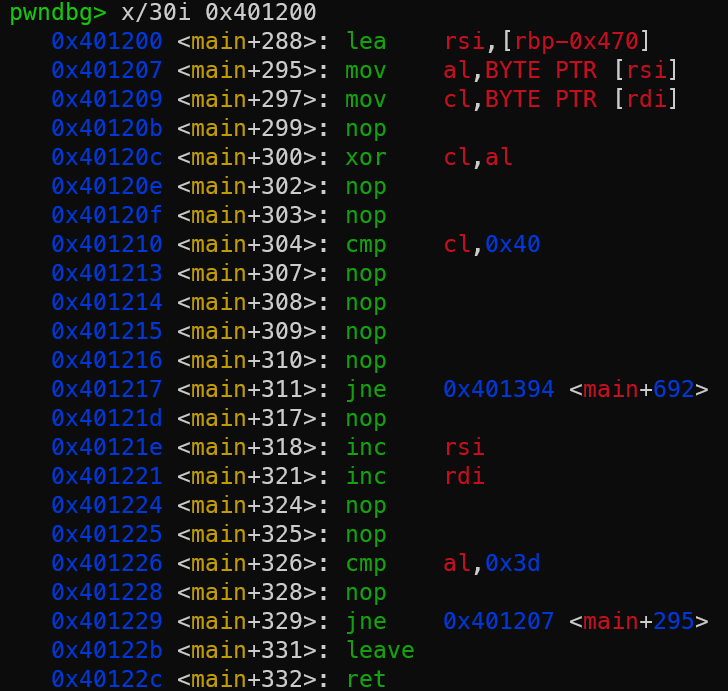 pwndbg> x/30i 0x401200
0x401200 <main+288>: lea rsi,[rbp-0x470]
0x401207 <main+295>: mov al,BYTE PTR [rsi]
0x401209 <main+297>: mov cl,BYTE PTR [rdi]
0x40120b <main+299>: nop
0x40120c <main+300>: xor cl,al
0x40120e <main+302>: nop
0x40120f <main+303>: nop
0x401210 <main+304>: cmp cl,0x40
0x401213 <main+307>: nop
0x401214 <main+308>: nop
0x401215 <main+309>: nop
0x401216 <main+310>: nop
0x401217 <main+311>: jne 0x401394 <main+692>
0x40121d <main+317>: nop
0x40121e <main+318>: inc rsi
0x401221 <main+321>: inc rdi
0x401224 <main+324>: nop
0x401225 <main+325>: nop
0x401226 <main+326>: cmp al,0x3d
0x401228 <main+328>: nop
0x401229 <main+329>: jne 0x401207 <main+295>
0x40122b <main+331>: leave
0x40122c <main+332>: ret